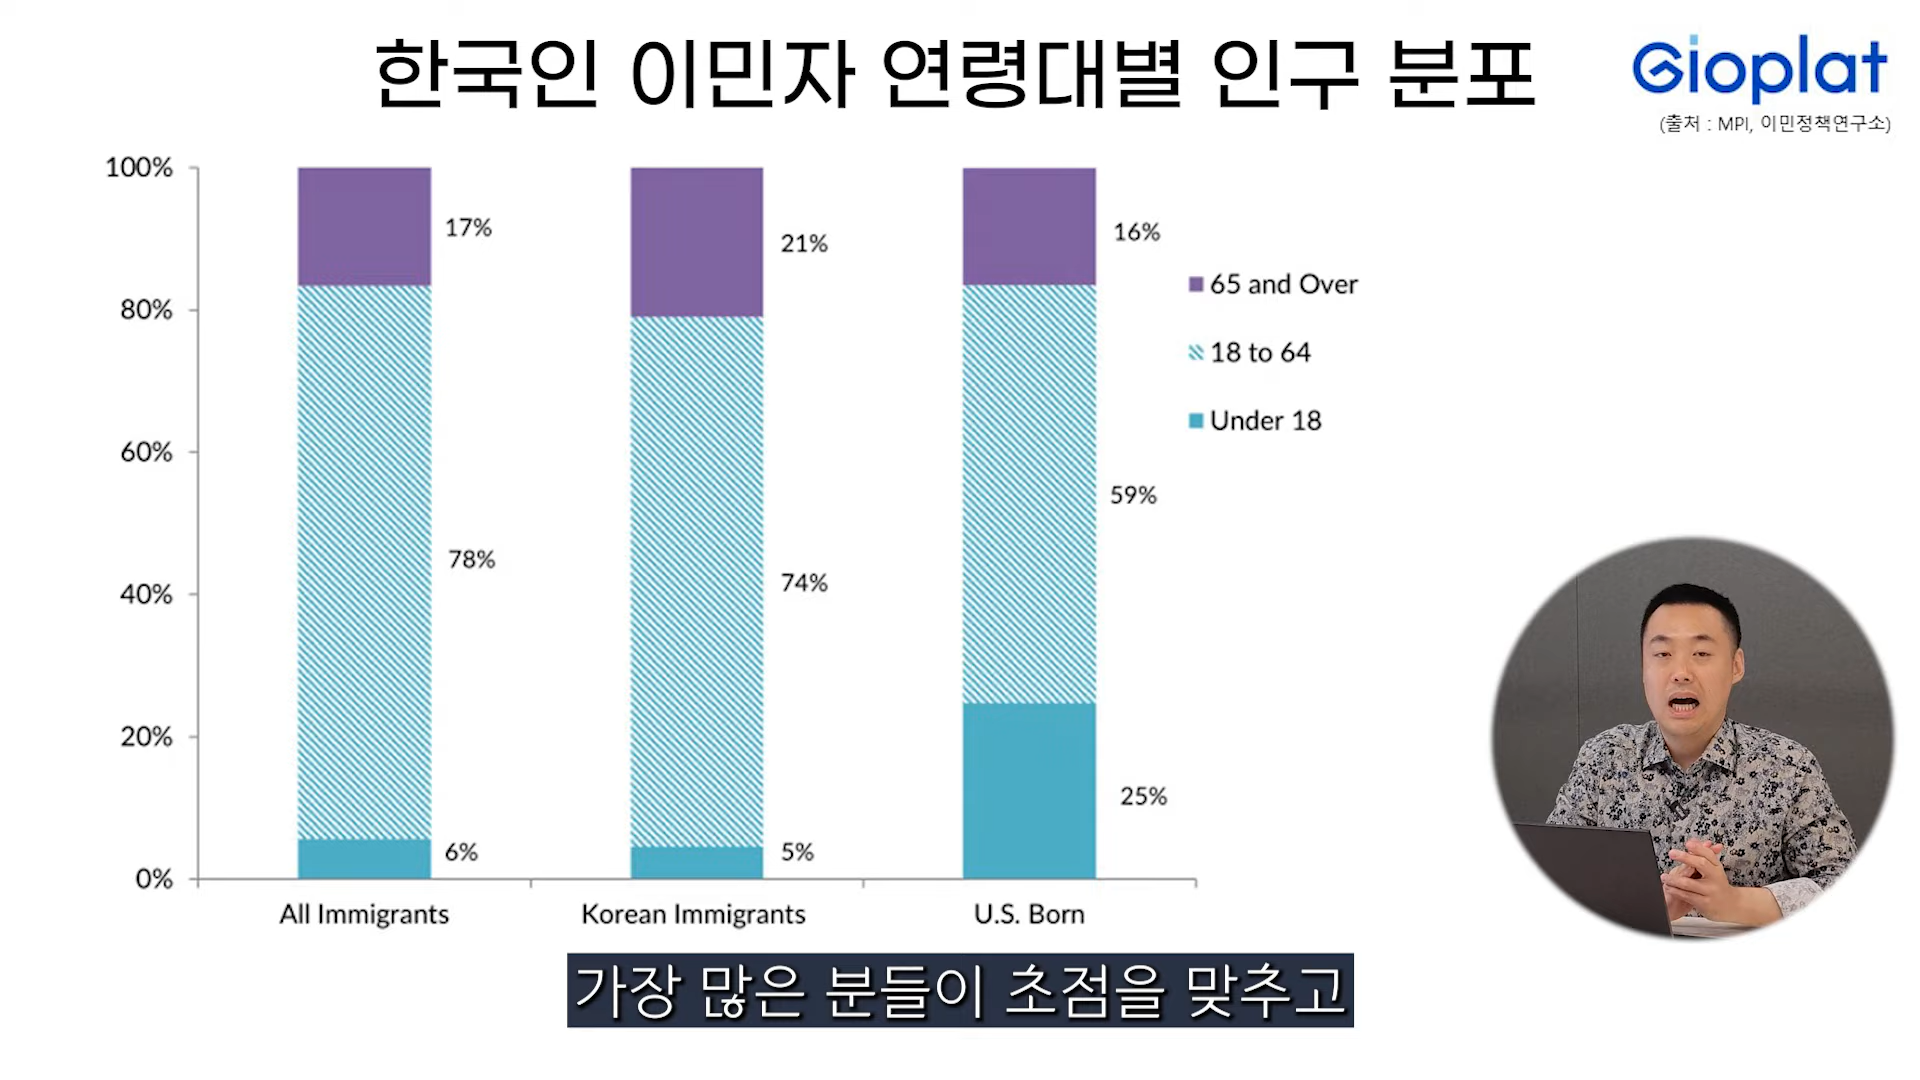 한국인 이민자 연령대별 인구 분포
Gioplat
(출처 : MPI, 이민정책연구소)
100%
80%
60%
40%
20%
0%
17%
78%
6%
21%
74%
5%
16%
59%
25%
65 and Over
18 to 64
Under 18
All Immigrants
Korean Immigrants
U.S. Born
가장 많은 분들이 초점을 맞추고